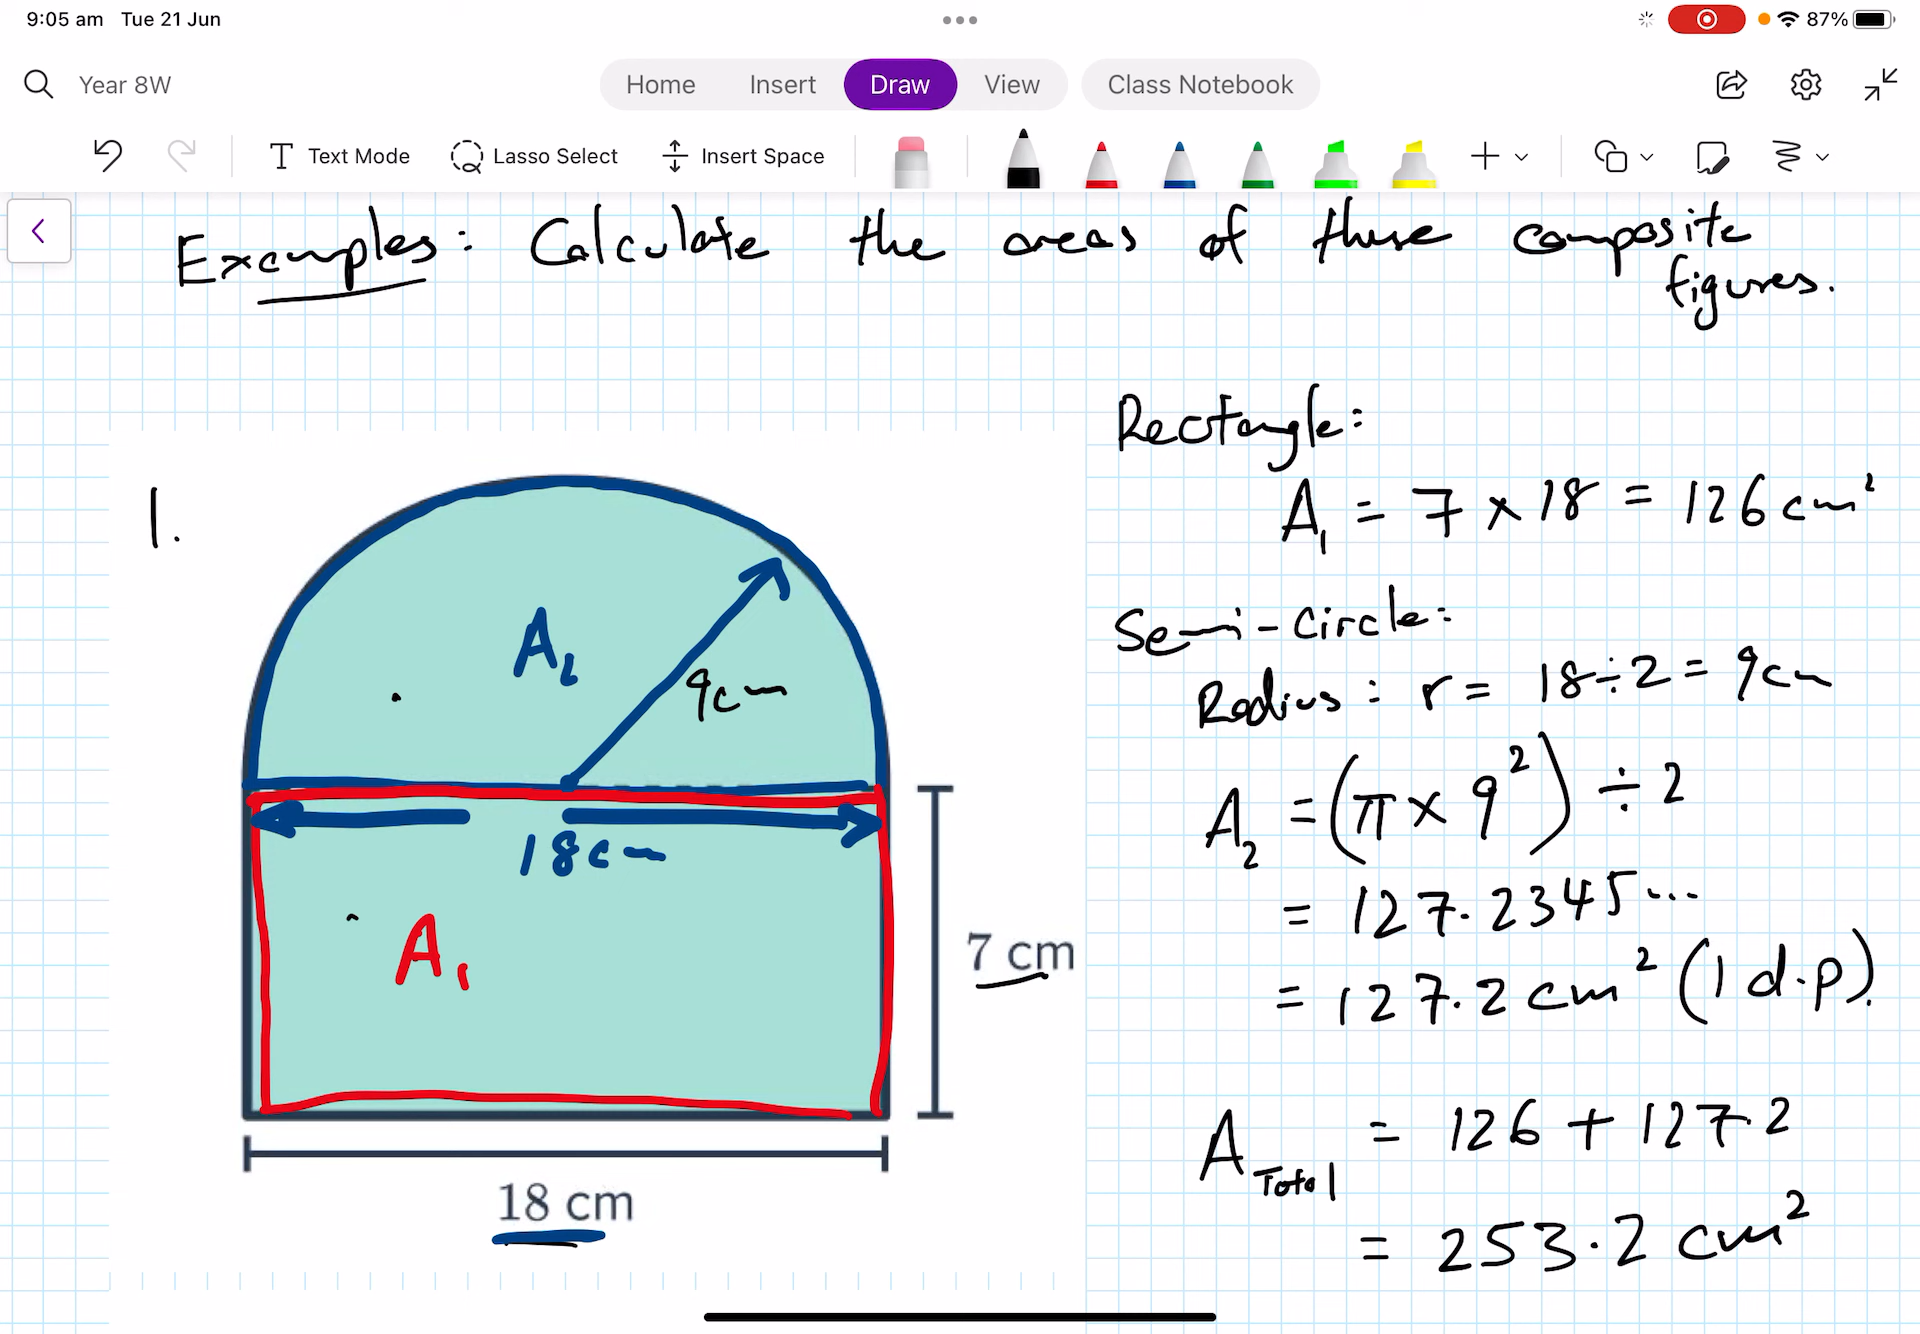 9:05 am Tue 21 Jun
87%
Year 8W
Home Insert Draw View Class Notebook
Text Mode Lasso Select Insert Space
Examples: Calculate the areas of these composite
figures.
1.
A₂
9cm
18cm
A₁
7 cm
18 cm
Rectangle:
A₁ = 7 × 18 = 126 cm²
Semi-Circle:
Radius: r = 18 ÷ 2 = 9cm
A₂ = (π × 9²) ÷ 2
= 127.2345...
= 127.2 cm² (1 d.p).
A Total = 126 + 127.2
= 253.2 cm²